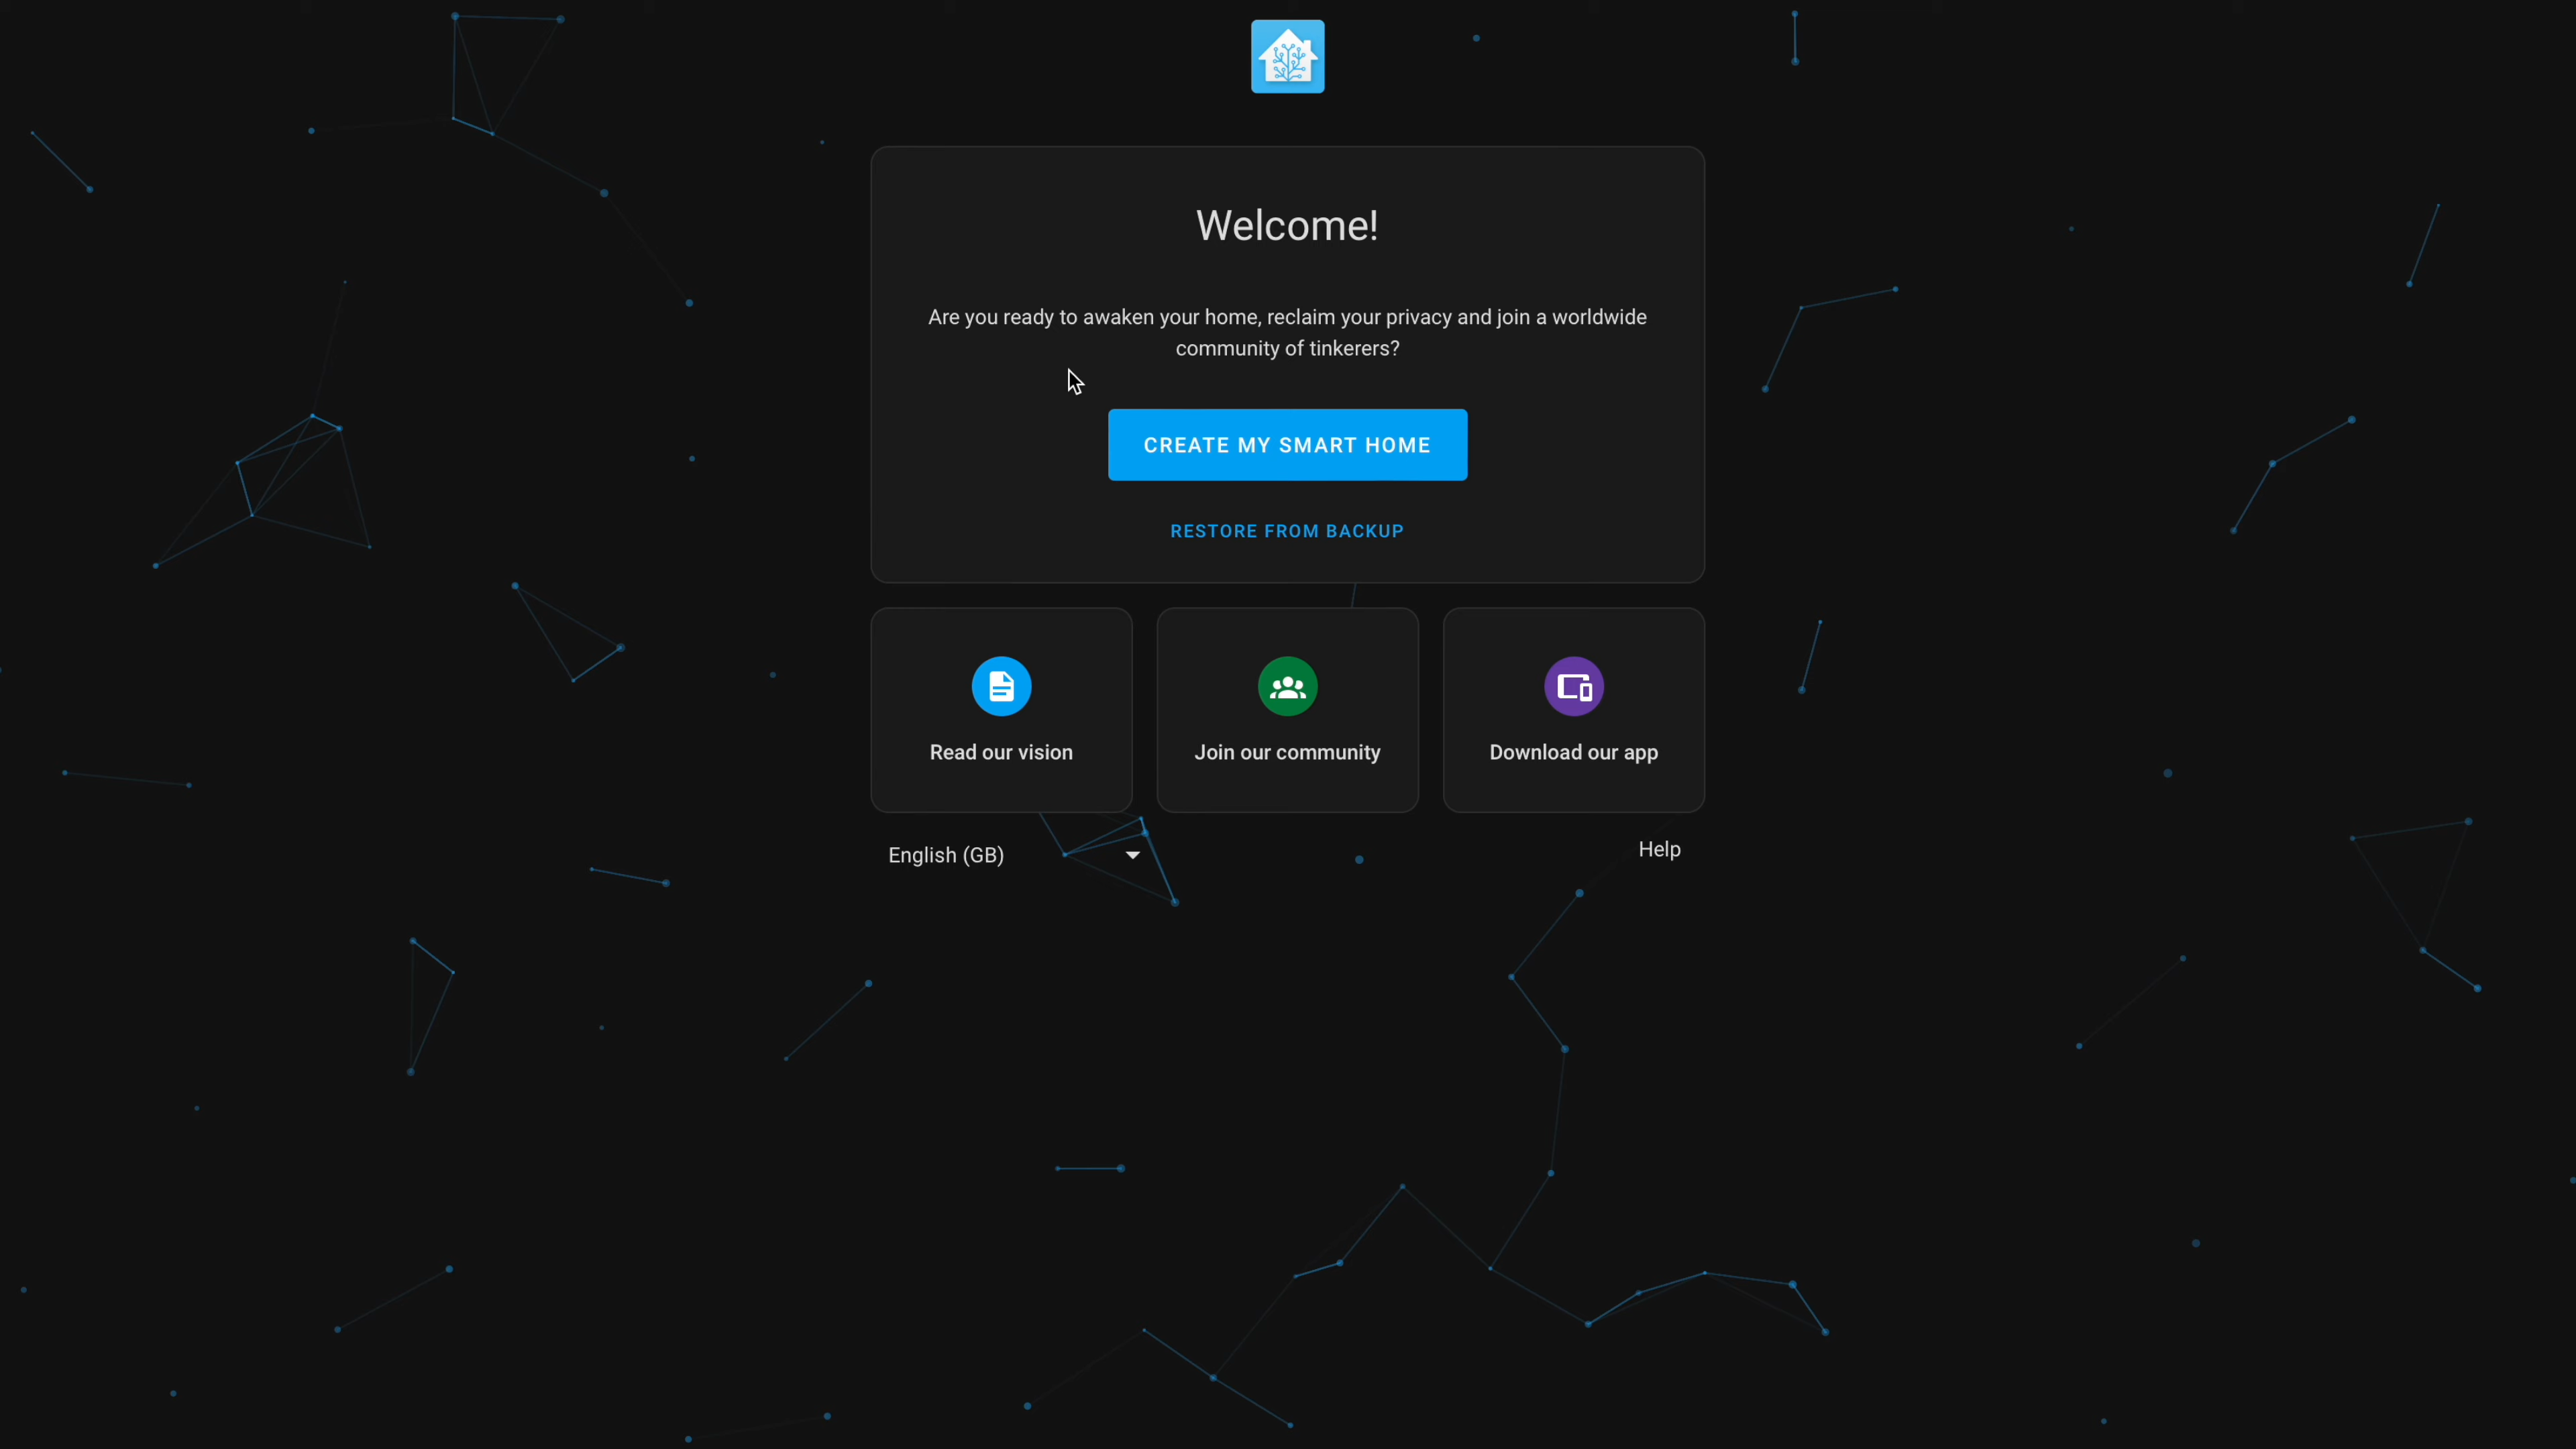 Welcome!
Are you ready to awaken your home, reclaim your privacy and join a worldwide
community of tinkerers?
CREATE MY SMART HOME
RESTORE FROM BACKUP
Read our vision
Join our community
Download our app
English (GB)
Help